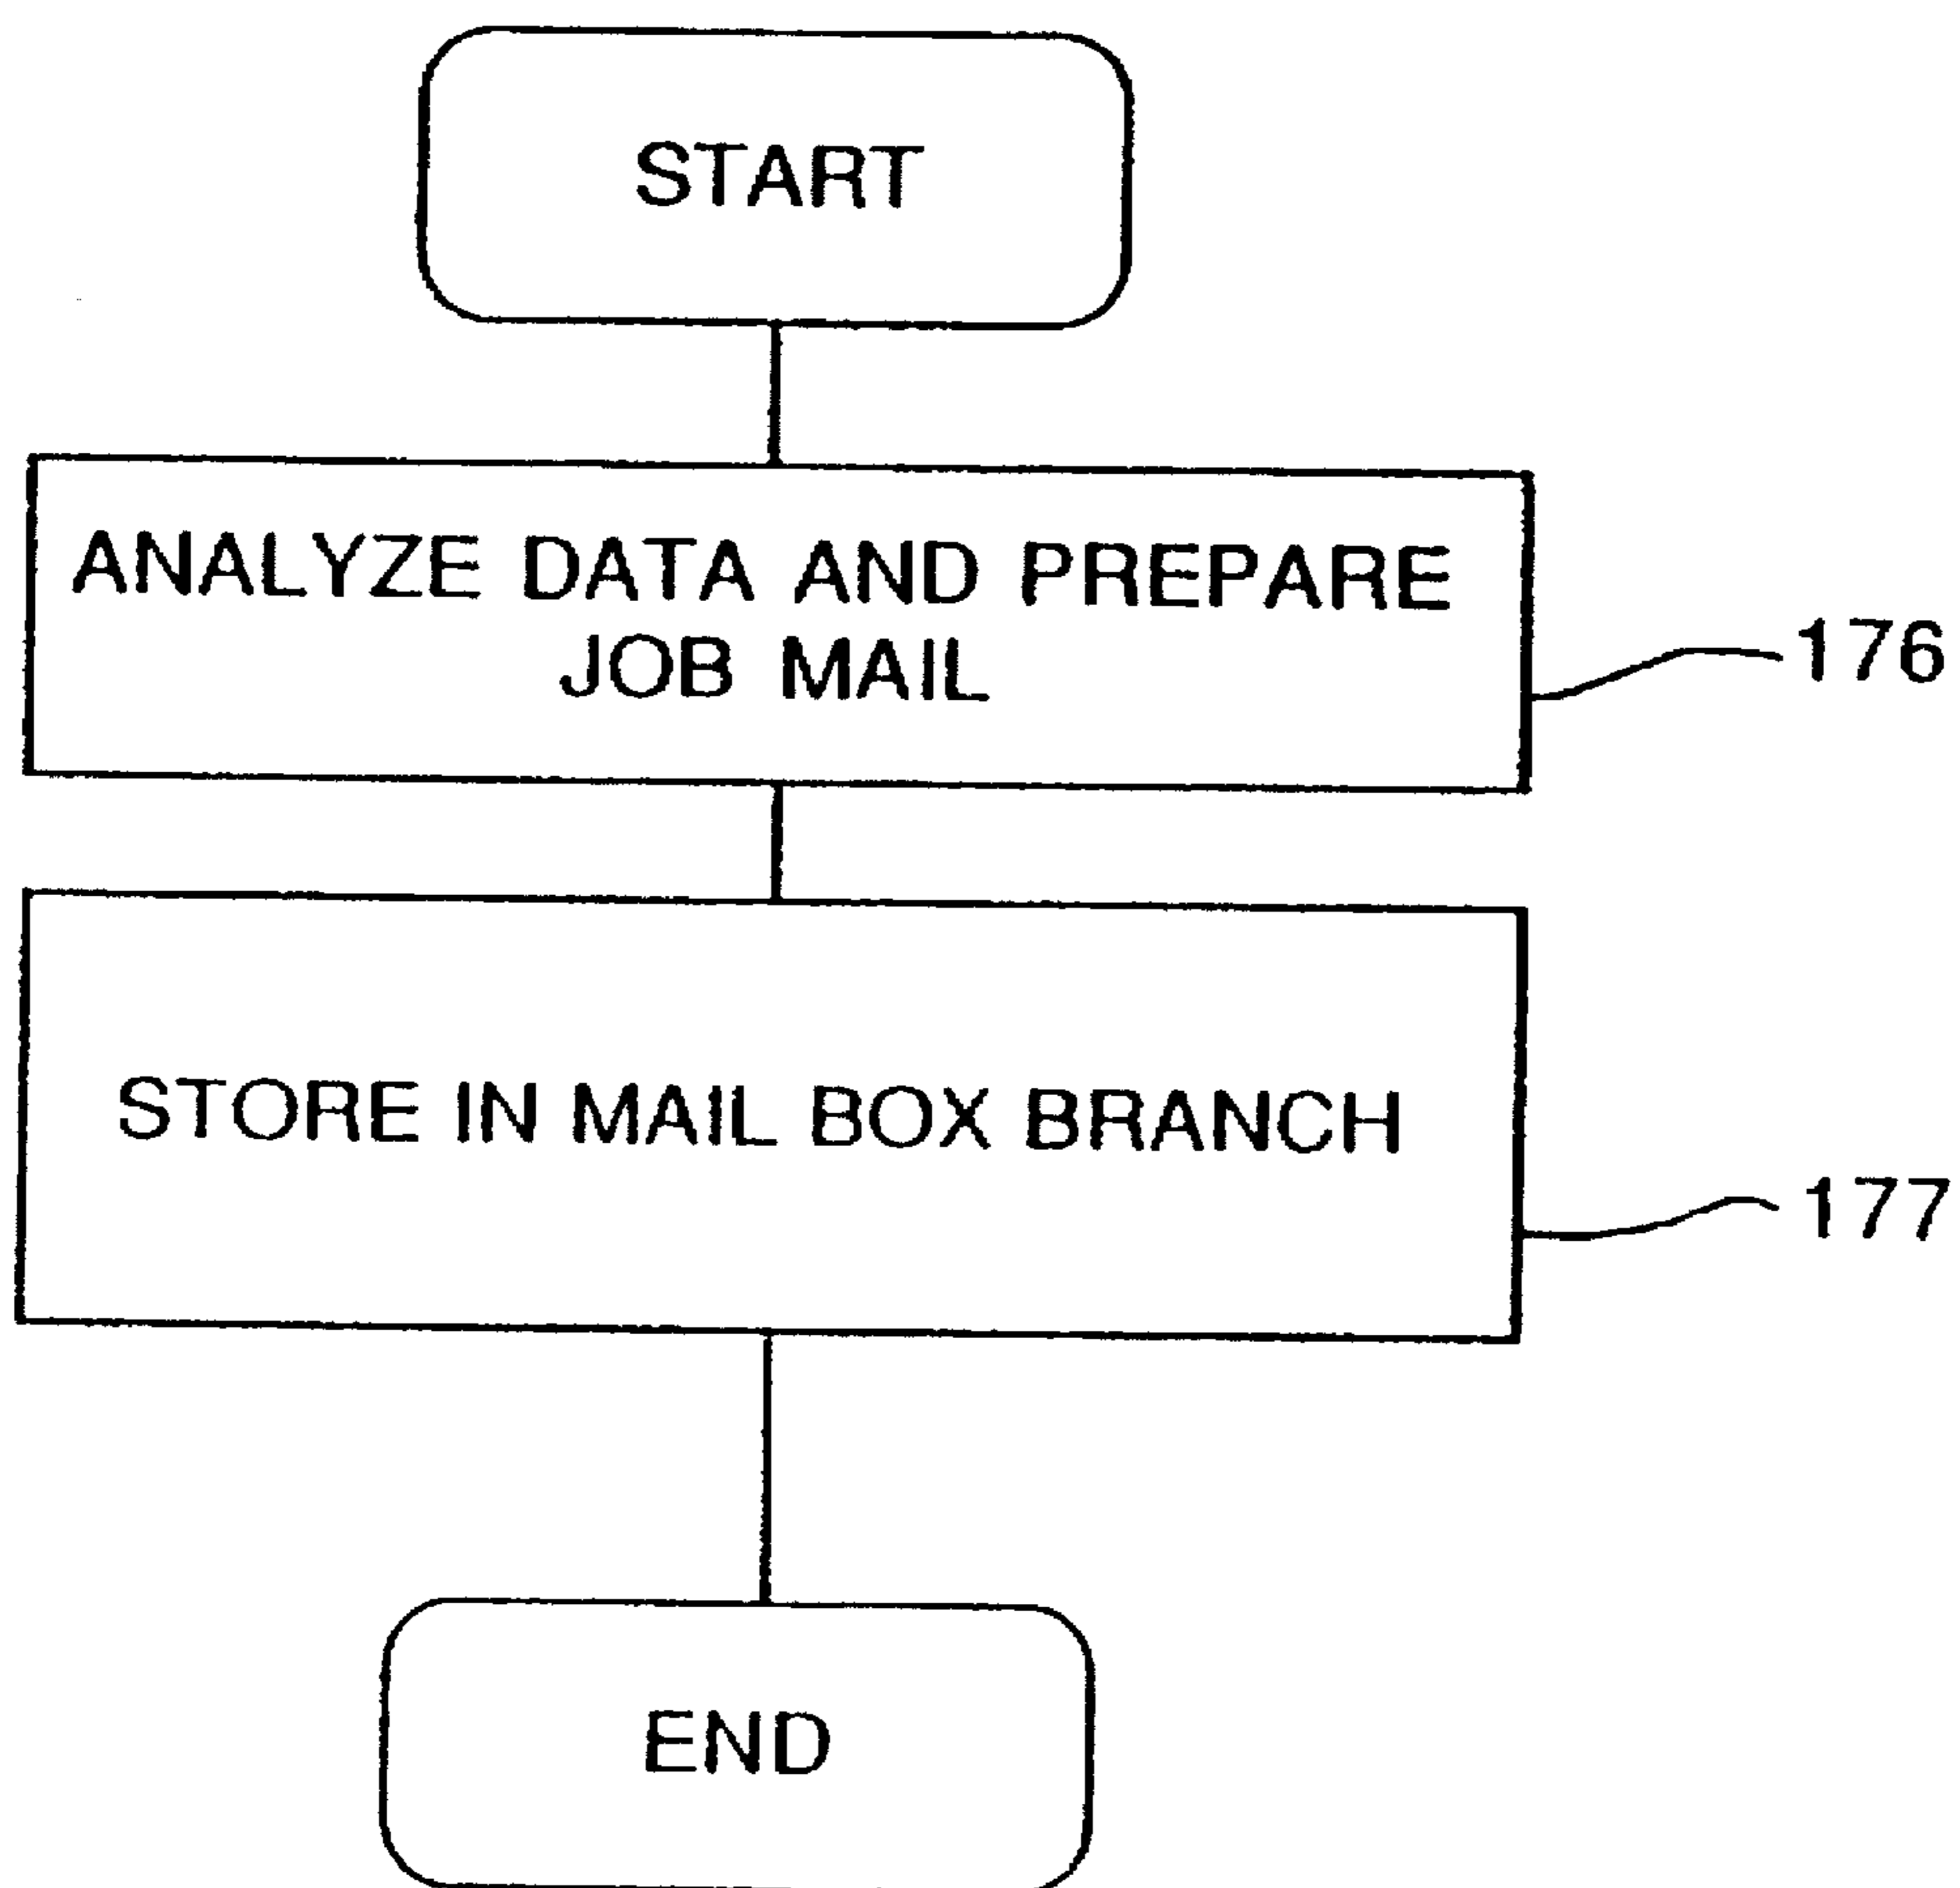 START
ANALYZE DATA AND PREPARE
JOB MAIL
176
STORE IN MAIL BOX BRANCH
177
END